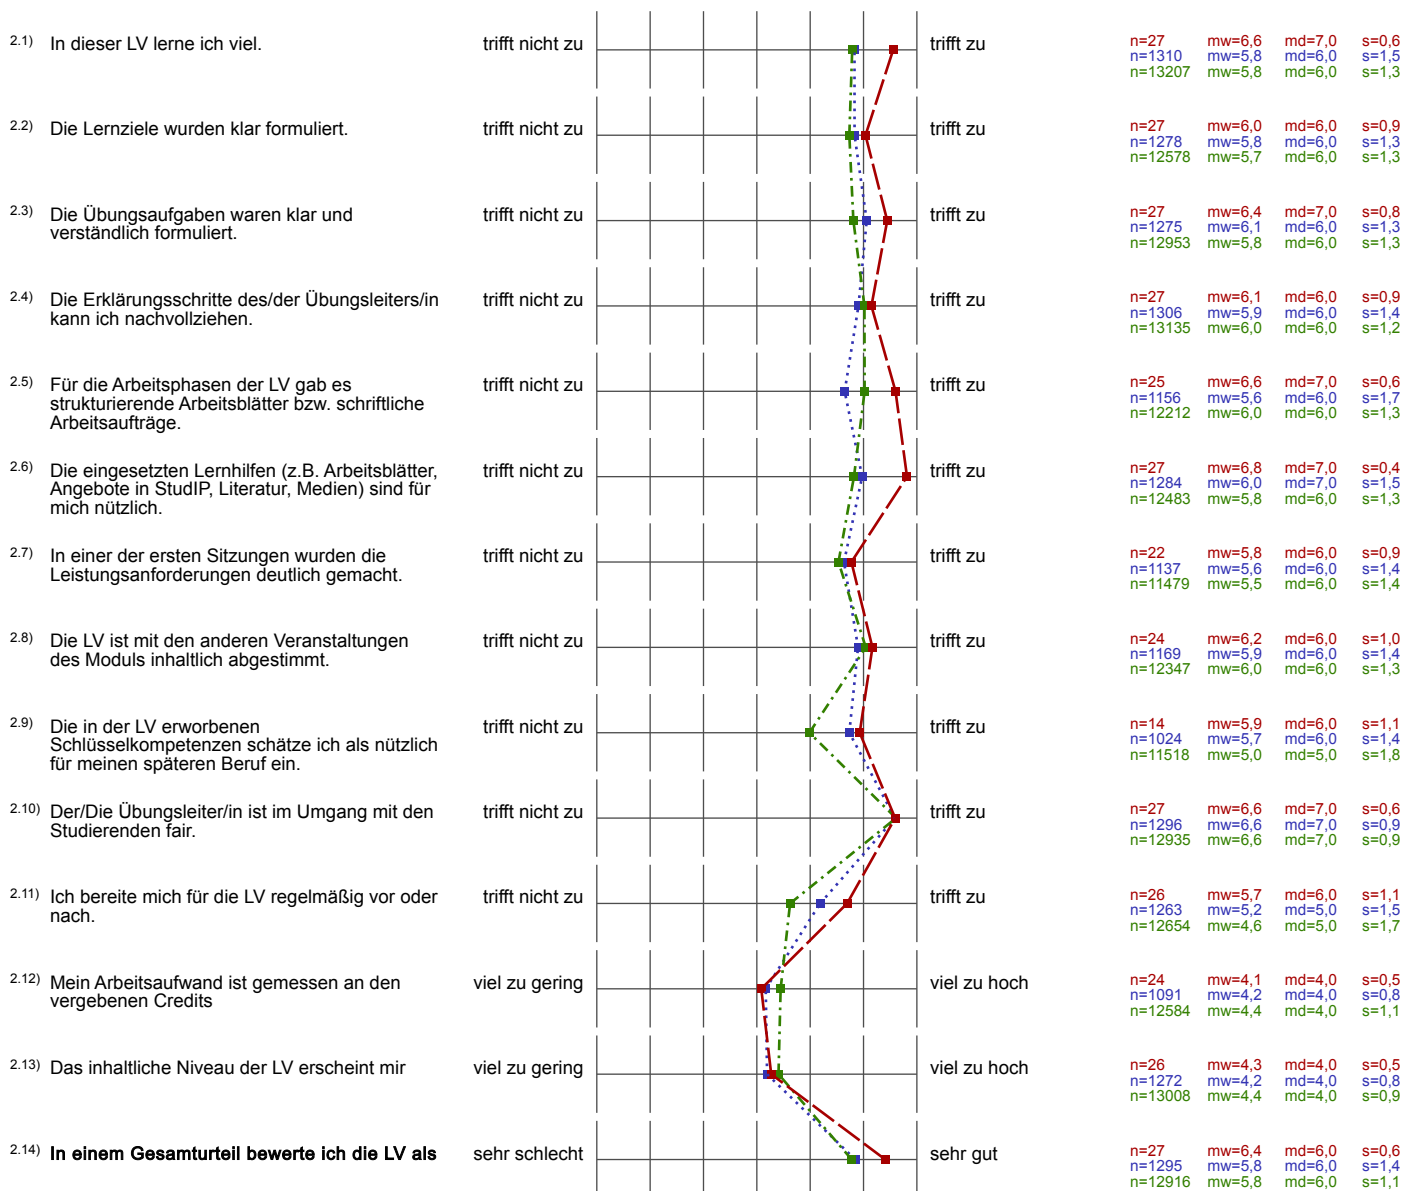 2.1) In dieser LV lerne ich viel. trifft nicht zu trifft zu n=27 mw=6,6 md=7,0 s=0,6
n=1310 mw=5,8 md=6,0 s=1,5
n=13207 mw=5,8 md=6,0 s=1,3
2.2) Die Lernziele wurden klar formuliert. trifft nicht zu trifft zu n=27 mw=6,0 md=6,0 s=0,9
n=1278 mw=5,8 md=6,0 s=1,3
n=12578 mw=5,7 md=6,0 s=1,3
2.3) Die Übungsaufgaben waren klar und trifft nicht zu trifft zu n=27 mw=6,4 md=7,0 s=0,8
verständlich formuliert. n=1275 mw=6,1 md=6,0 s=1,3
n=12953 mw=5,8 md=6,0 s=1,3
2.4) Die Erklärungsschritte des/der Übungsleiters/in trifft nicht zu trifft zu n=27 mw=6,1 md=6,0 s=0,9
kann ich nachvollziehen. n=1306 mw=5,9 md=6,0 s=1,4
n=13135 mw=6,0 md=6,0 s=1,2
2.5) Für die Arbeitsphasen der LV gab es trifft nicht zu trifft zu n=25 mw=6,6 md=7,0 s=0,6
strukturierende Arbeitsblätter bzw. schriftliche n=1156 mw=5,6 md=6,0 s=1,7
Arbeitsaufträge. n=12212 mw=6,0 md=6,0 s=1,3
2.6) Die eingesetzten Lernhilfen (z.B. Arbeitsblätter, trifft nicht zu trifft zu n=27 mw=6,8 md=7,0 s=0,4
Angebote in StudIP, Literatur, Medien) sind für n=1284 mw=6,0 md=7,0 s=1,5
mich nützlich. n=12483 mw=5,8 md=6,0 s=1,3
2.7) In einer der ersten Sitzungen wurden die trifft nicht zu trifft zu n=22 mw=5,8 md=6,0 s=0,9
Leistungsanforderungen deutlich gemacht. n=1137 mw=5,6 md=6,0 s=1,4
n=11479 mw=5,5 md=6,0 s=1,4
2.8) Die LV ist mit den anderen Veranstaltungen trifft nicht zu trifft zu n=24 mw=6,2 md=6,0 s=1,0
des Moduls inhaltlich abgestimmt. n=1169 mw=5,9 md=6,0 s=1,4
n=12347 mw=6,0 md=6,0 s=1,3
2.9) Die in der LV erworbenen trifft nicht zu trifft zu n=14 mw=5,9 md=6,0 s=1,1
Schlüsselkompetenzen schätze ich als nützlich n=1024 mw=5,7 md=6,0 s=1,4
für meinen späteren Beruf ein. n=11518 mw=5,0 md=5,0 s=1,8
2.10) Der/Die Übungsleiter/in ist im Umgang mit den trifft nicht zu trifft zu n=27 mw=6,6 md=7,0 s=0,6
Studierenden fair. n=1296 mw=6,6 md=7,0 s=0,9
n=12935 mw=6,6 md=7,0 s=0,9
2.11) Ich bereite mich für die LV regelmäßig vor oder trifft nicht zu trifft zu n=26 mw=5,7 md=6,0 s=1,1
nach. n=1263 mw=5,2 md=5,0 s=1,5
n=12654 mw=4,6 md=5,0 s=1,7
2.12) Mein Arbeitsaufwand ist gemessen an den viel zu gering viel zu hoch n=24 mw=4,1 md=4,0 s=0,5
vergebenen Credits n=1091 mw=4,2 md=4,0 s=0,8
n=12584 mw=4,4 md=4,0 s=1,1
2.13) Das inhaltliche Niveau der LV erscheint mir viel zu gering viel zu hoch n=26 mw=4,3 md=4,0 s=0,5
n=1272 mw=4,2 md=4,0 s=0,8
n=13008 mw=4,4 md=4,0 s=0,9
2.14) In einem Gesamturteil bewerte ich die LV als sehr schlecht sehr gut n=27 mw=6,4 md=6,0 s=0,6
n=1295 mw=5,8 md=6,0 s=1,4
n=12916 mw=5,8 md=6,0 s=1,1